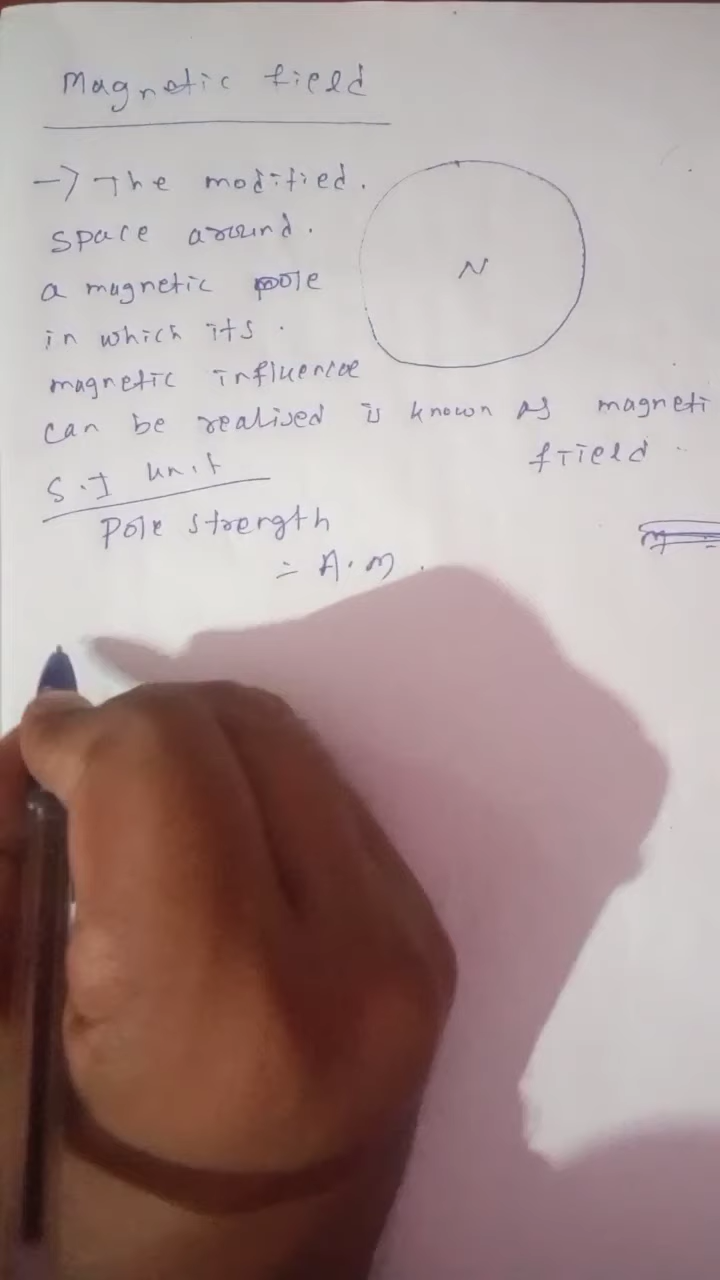 Magnetic field
→ The modified.
space around.
N
a magnetic pole
in which its.
magnetic influence
can be realised is known as magneti
ftield.
S.I unit
Pole strength
= A.m.